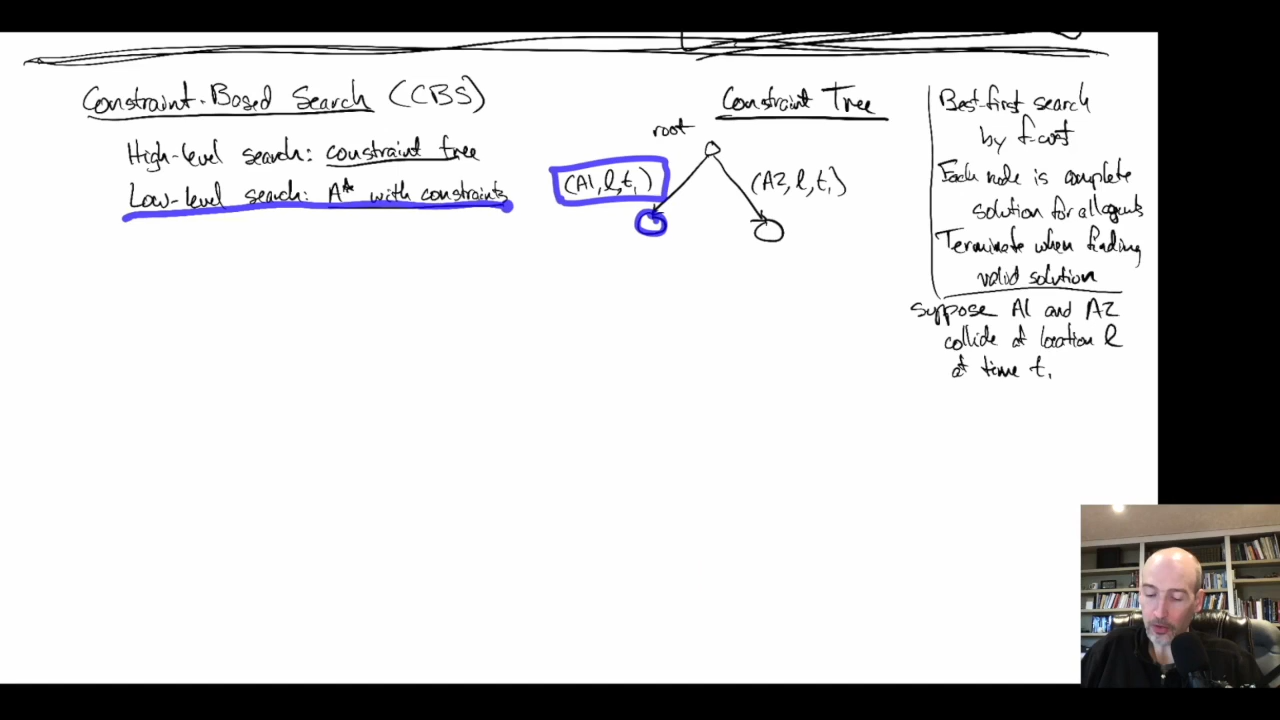 Constraint-Based Search (CBS)
High-level search: constraint tree
Low-level search: A* with constraints
Constraint Tree
root
(A1, l, t₁)
(A2, l, t₁)
Best-first search
by f-cost
Each node is complete
solution for all agents
Terminate when finding
valid solution
suppose A1 and A2
collide at location l
at time t₁